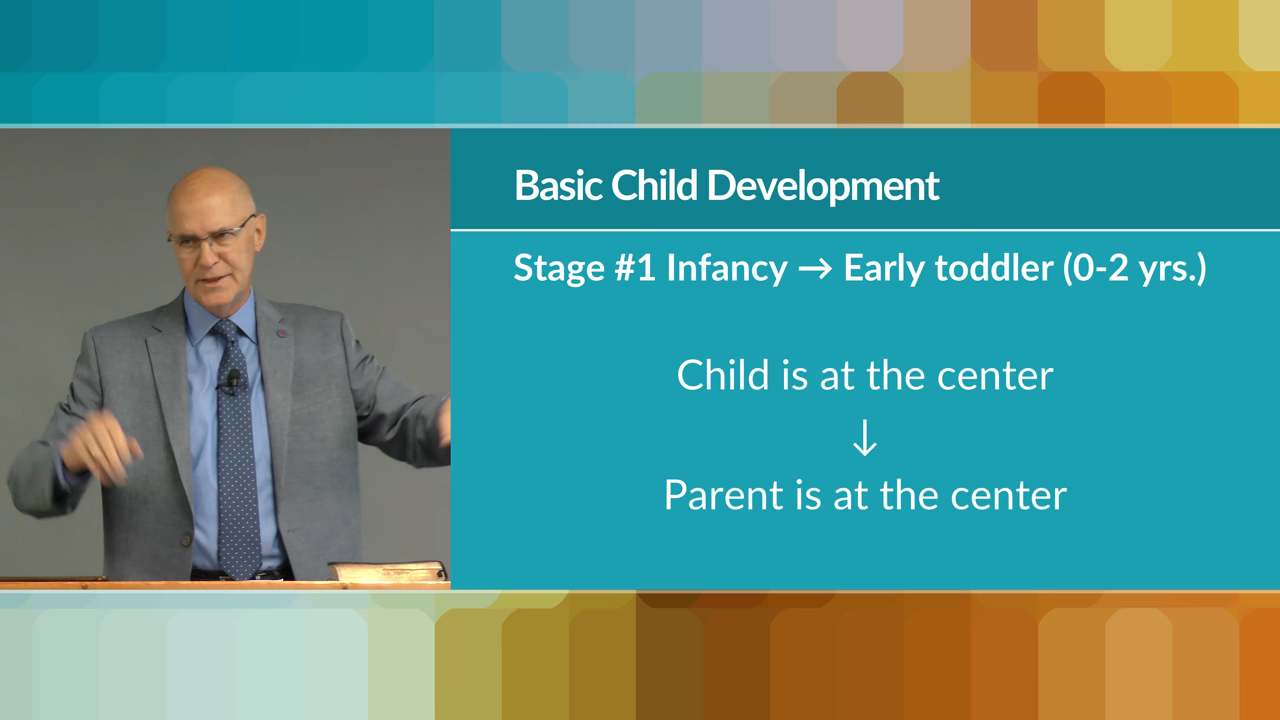 Basic Child Development
Stage #1 Infancy → Early toddler (0-2 yrs.)
Child is at the center
↓
Parent is at the center